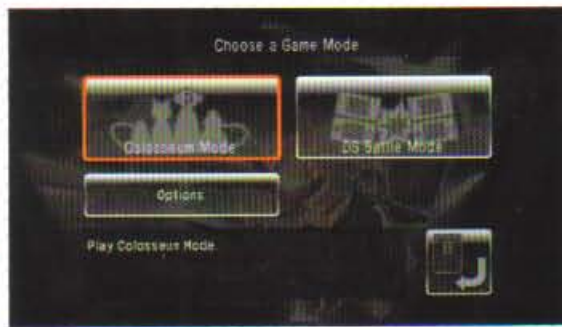 Choose a Game Mode
Colosseum Mode
DS Battle Mode
Options
Play Colosseum Mode.